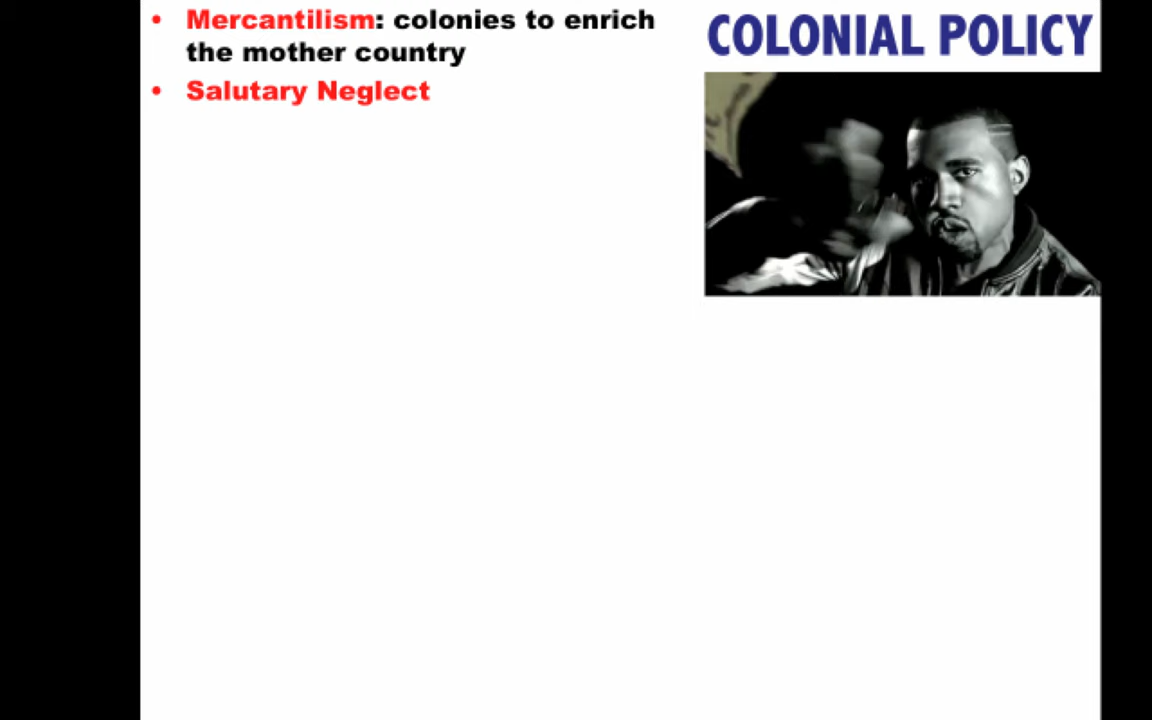 COLONIAL POLICY
• Mercantilism: colonies to enrich
the mother country
• Salutary Neglect